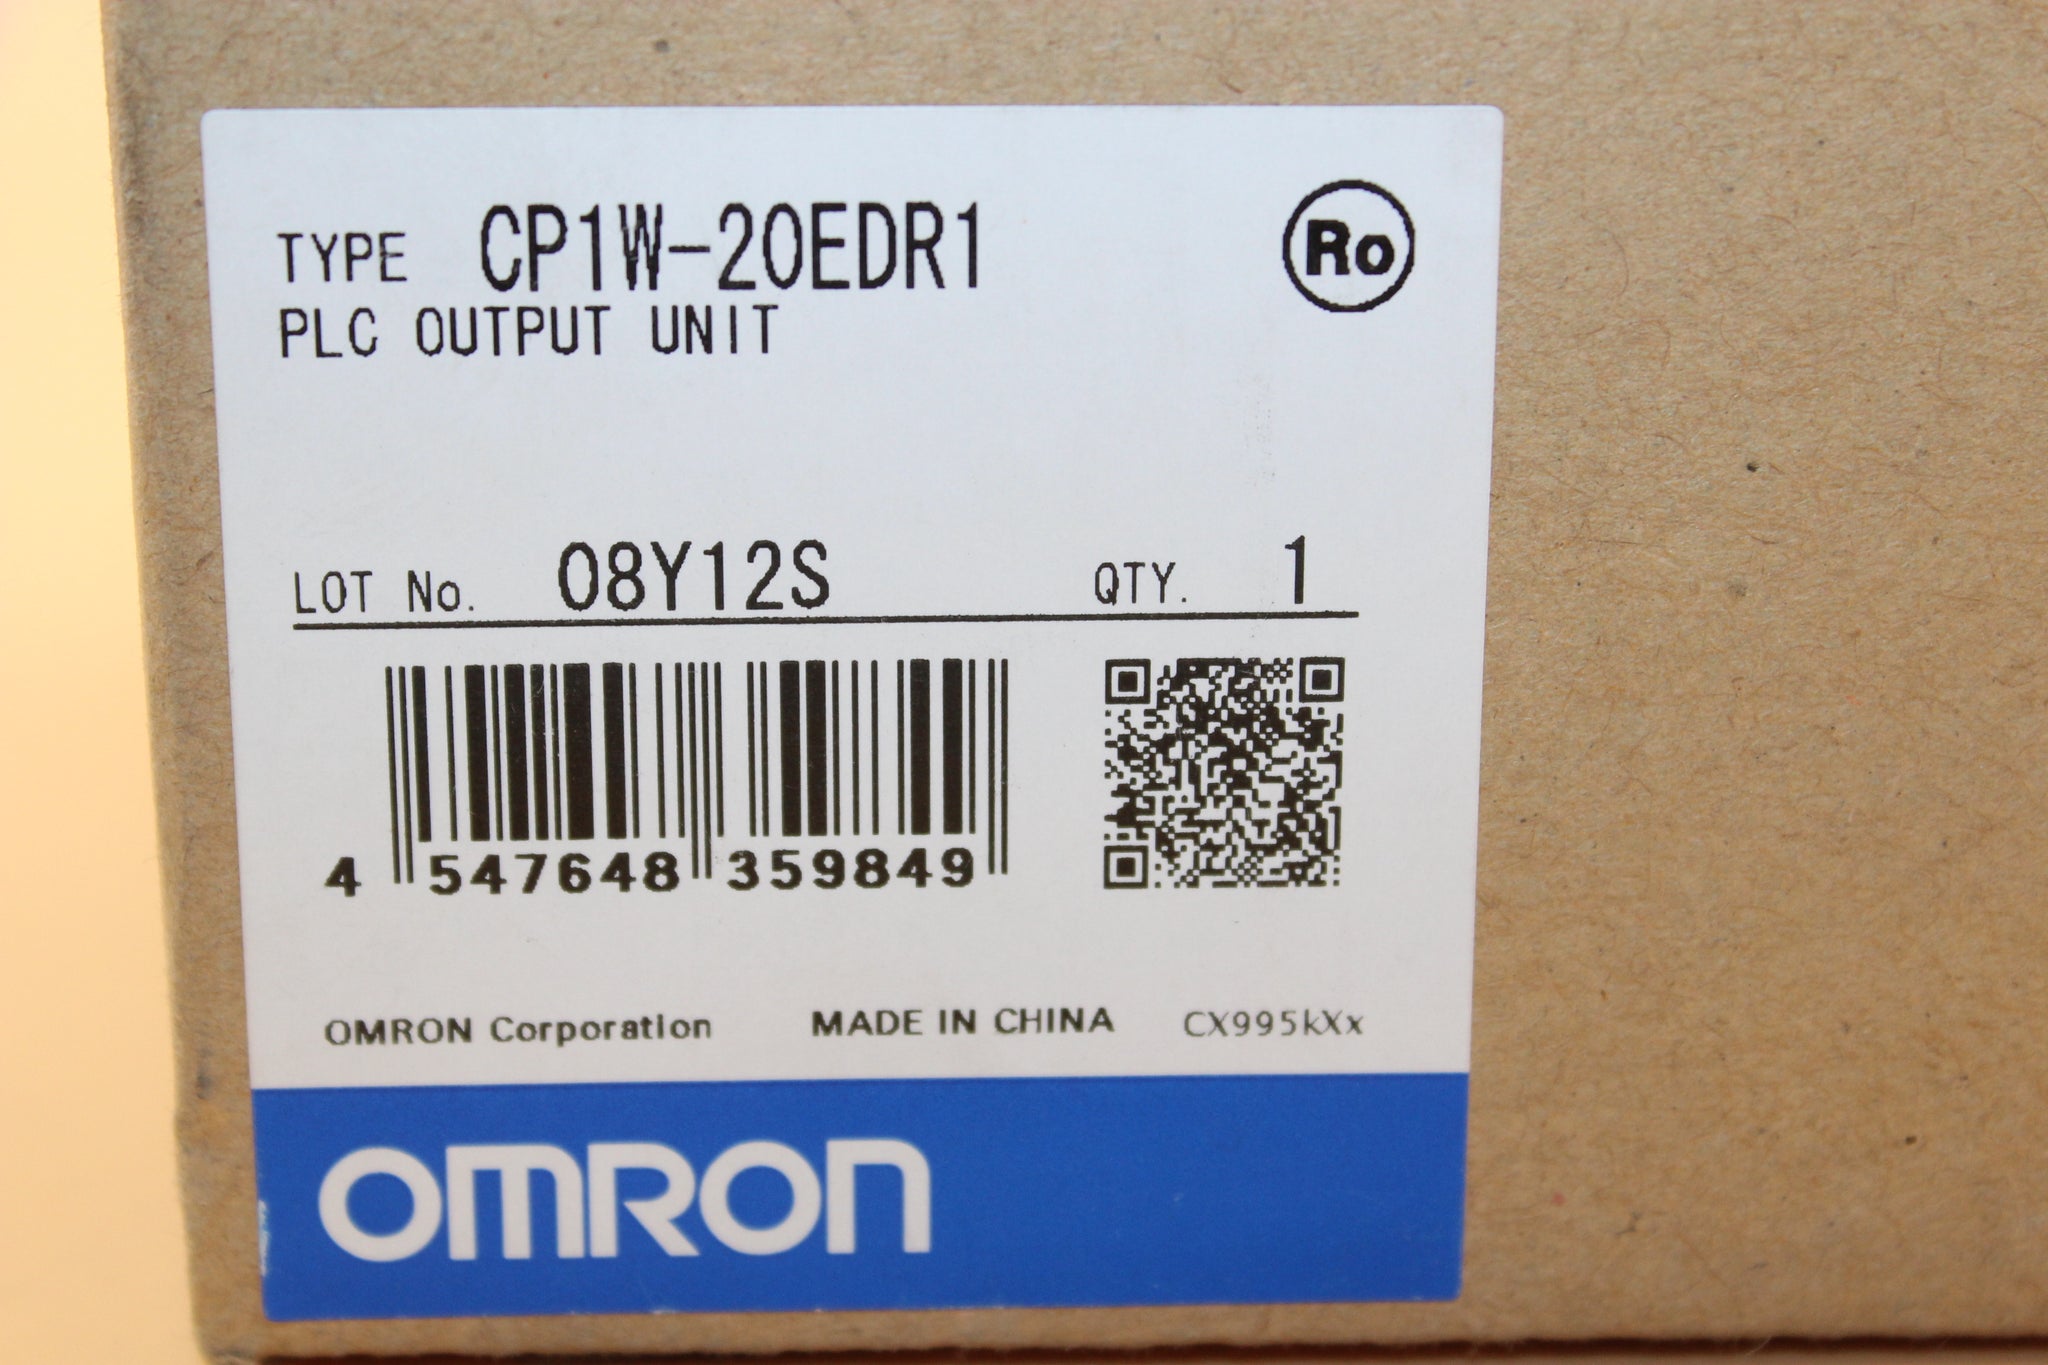 TYPE CP1W-20EDR1 Ro
PLC OUTPUT UNIT
LOT No. 08Y12S QTY. 1
4 547648 359849
OMRON Corporation MADE IN CHINA CX995kXx
OMRON